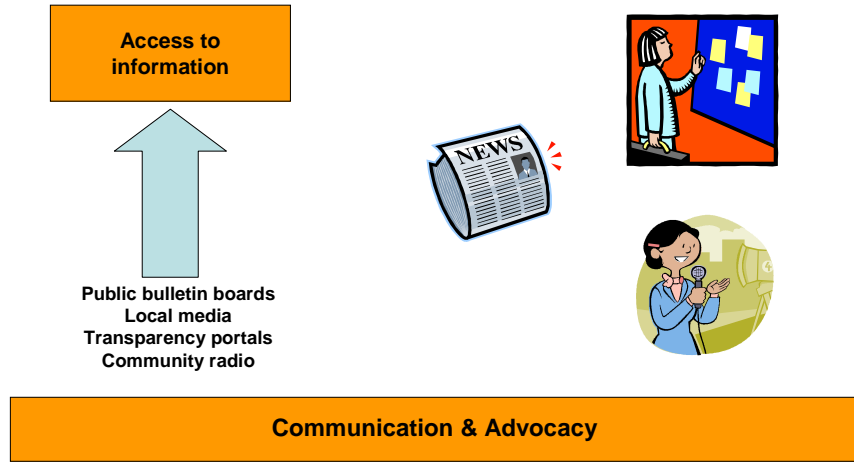 Access to
information
NEWS
Public bulletin boards
Local media
Transparency portals
Community radio
Communication & Advocacy